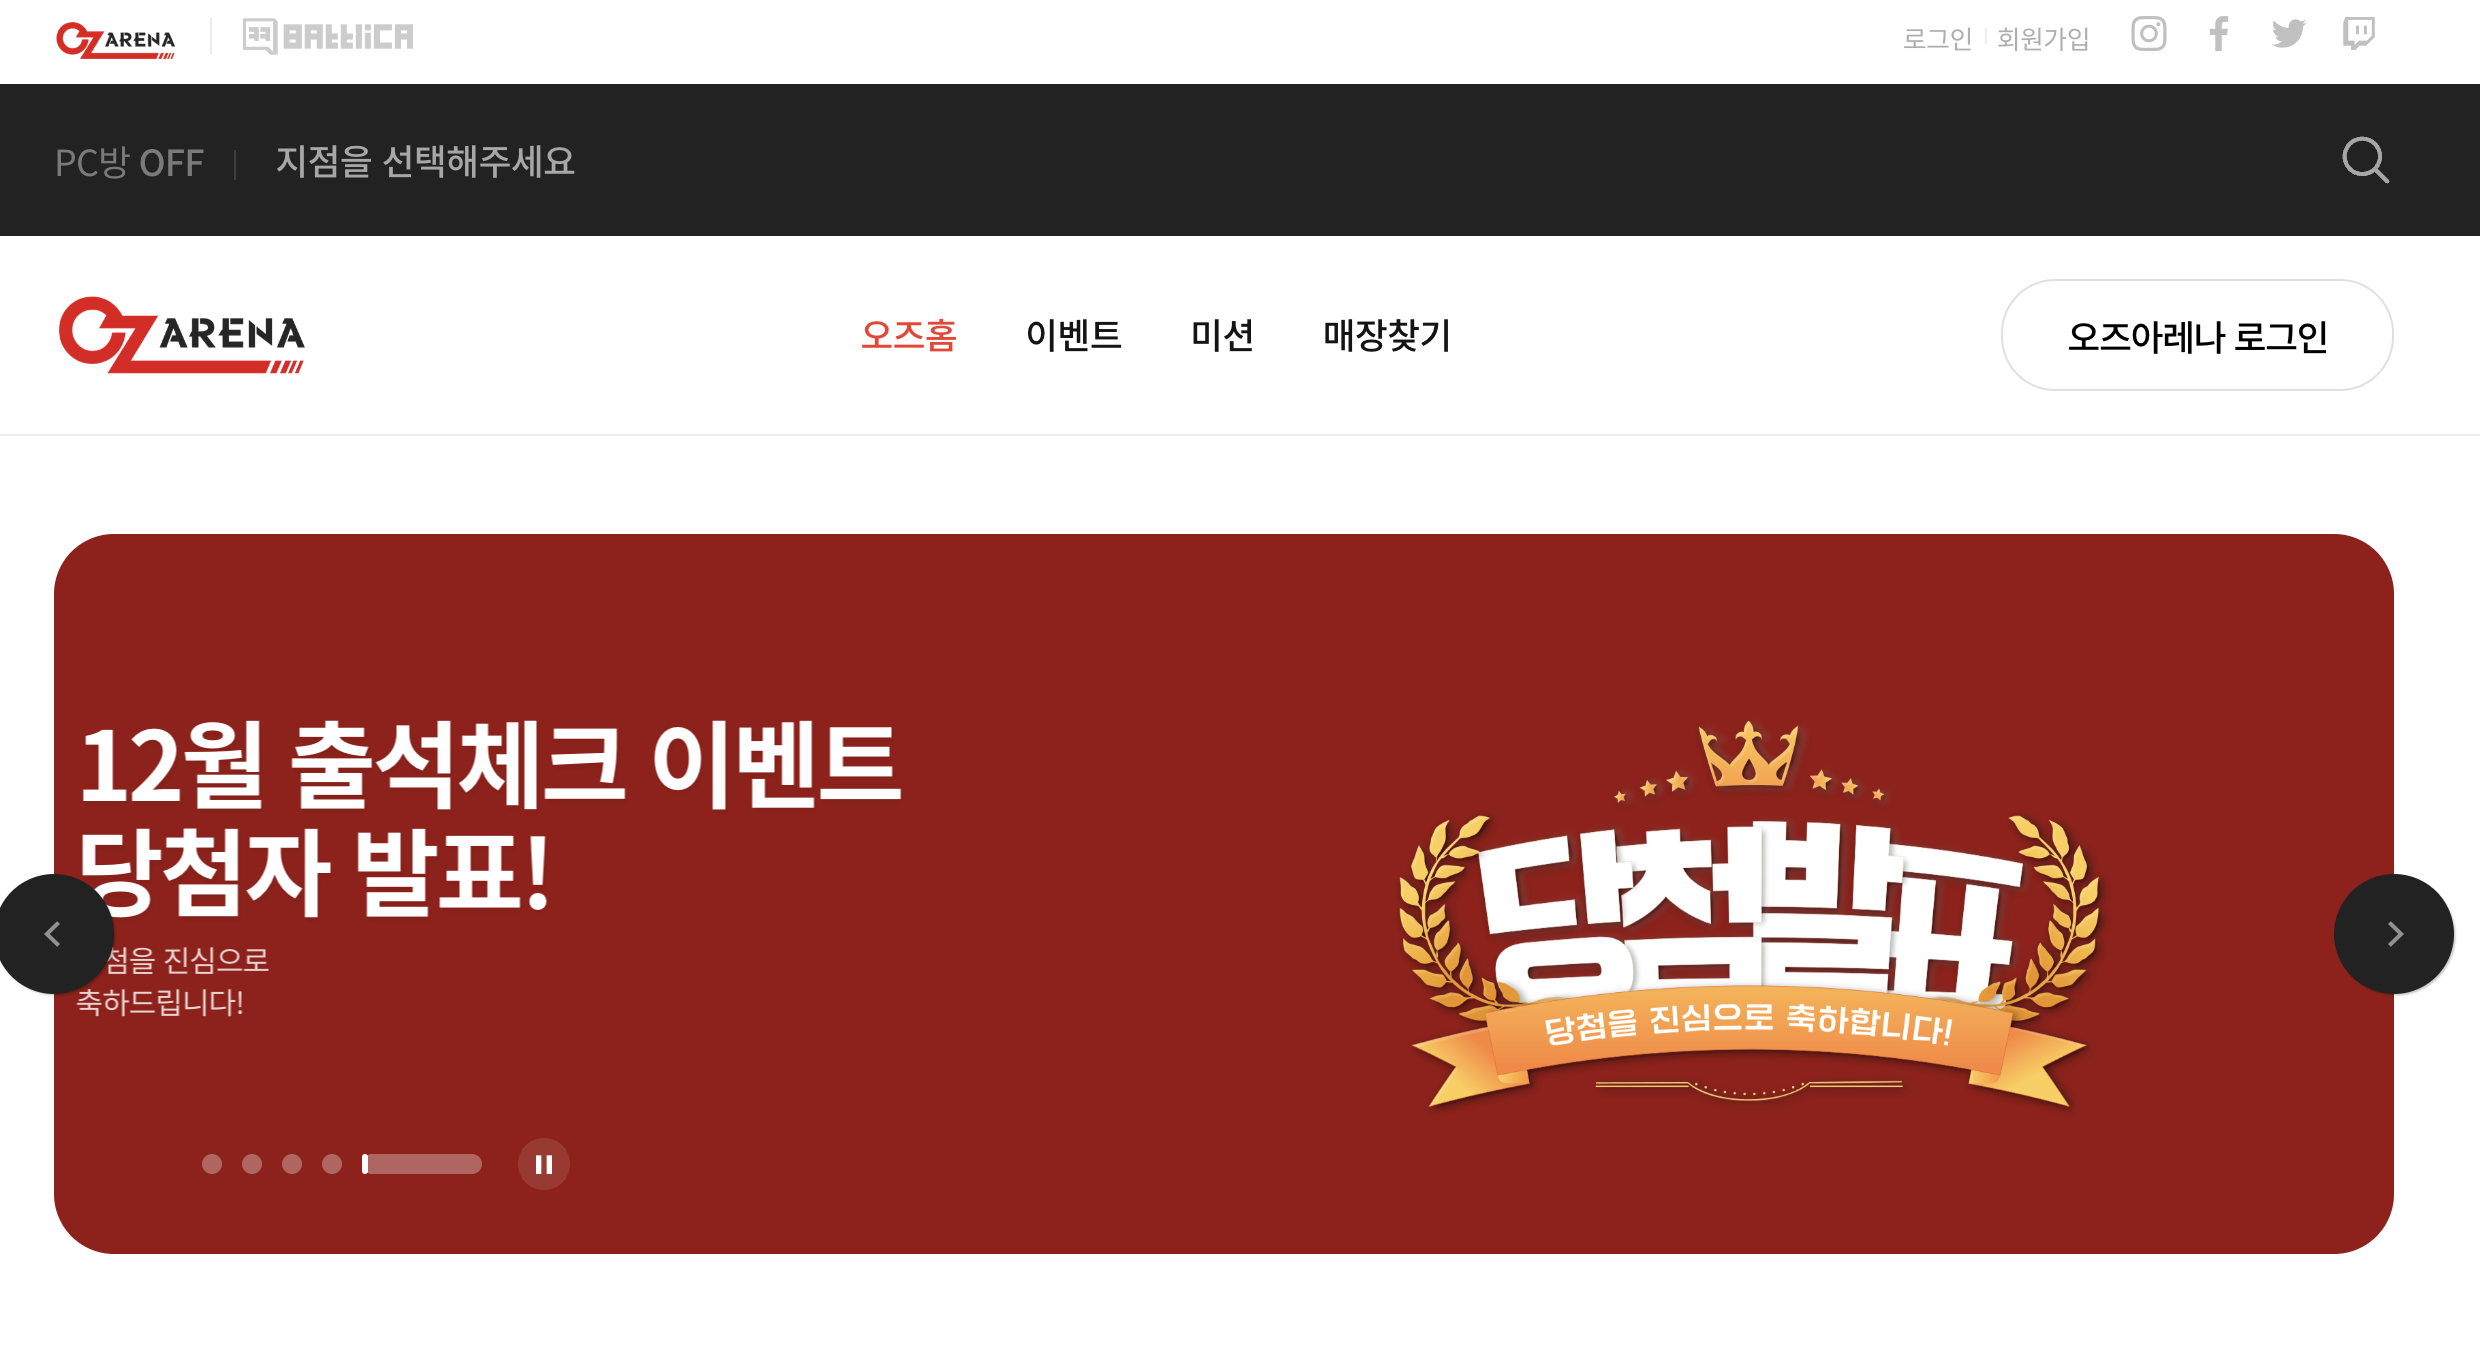 OZ ARENA
BATTLICA
로그인
회원가입
PC방 OFF
지점을 선택해주세요
OZ ARENA
오즈홈
이벤트
미션
매장찾기
오즈아레나 로그인
12월 출석체크 이벤트
당첨자 발표!
첨을 진심으로
축하드립니다!
당첨발표
당첨을 진심으로 축하합니다!